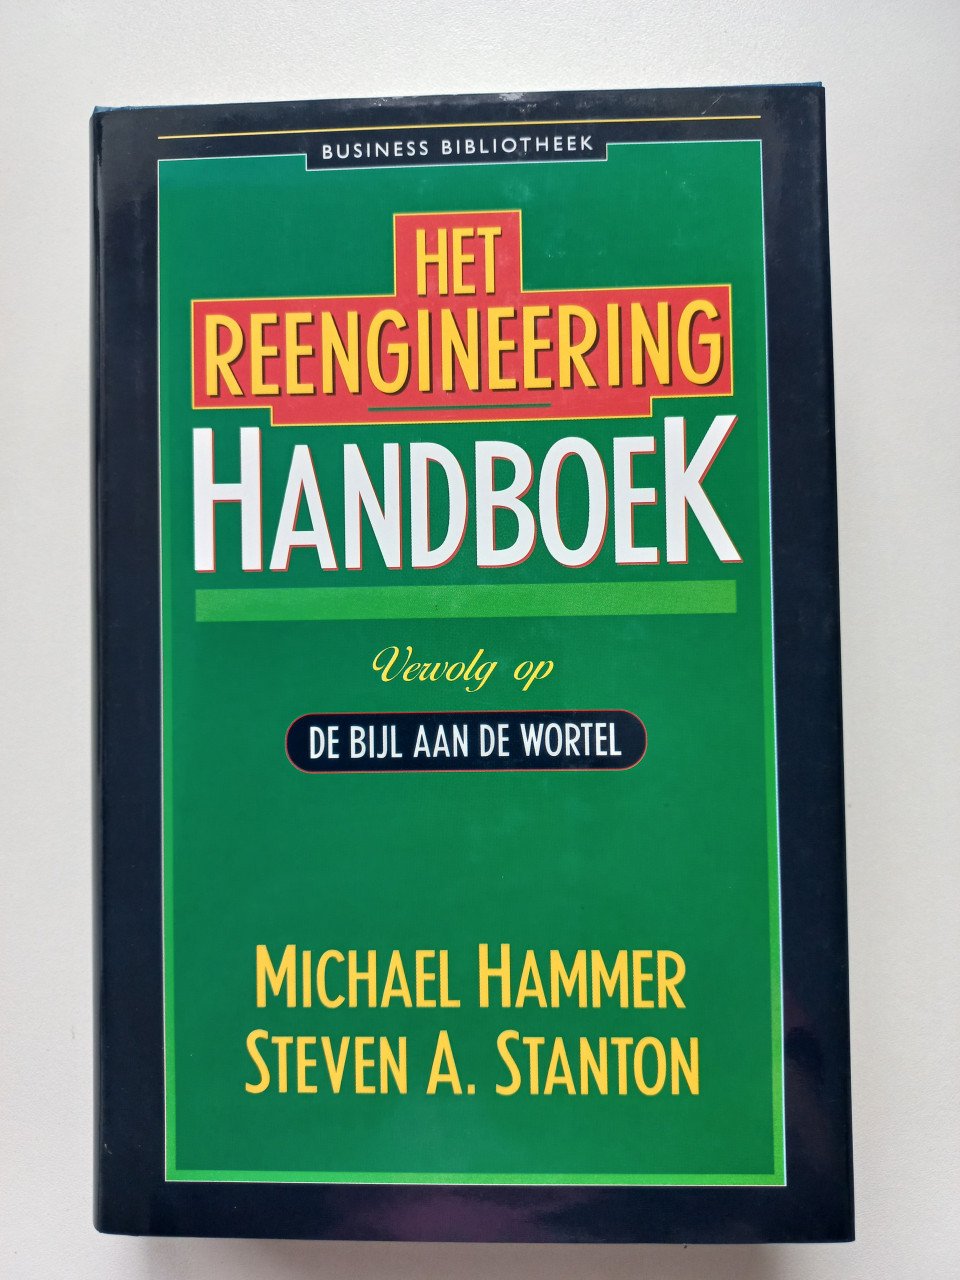 BUSINESS BIBLIOTHEEK
HET
REENGINEERING
HANDBOEK
Vervolg op
DE BIJL AAN DE WORTEL
MICHAEL HAMMER
STEVEN A. STANTON